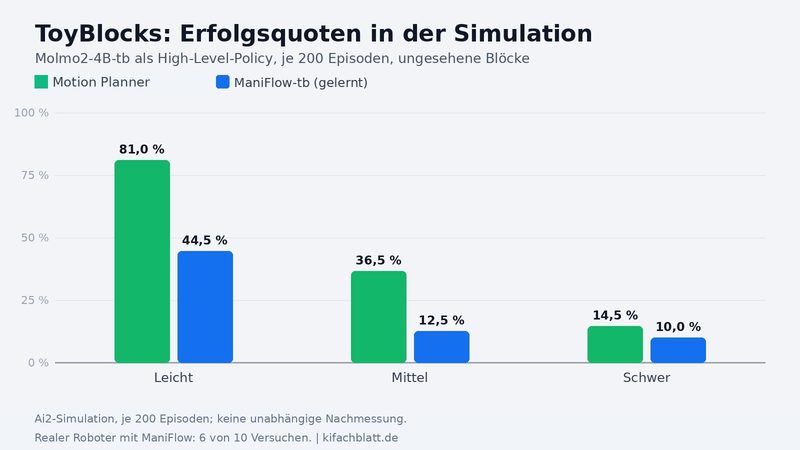 ToyBlocks: Erfolgsquoten in der Simulation
Molmo2-4B-tb als High-Level-Policy, je 200 Episoden, ungesehene Blöcke
Motion Planner
ManiFlow-tb (gelernt)
100 %
75 %
50 %
25 %
0 %
81,0 %
44,5 %
36,5 %
12,5 %
14,5 %
10,0 %
Leicht
Mittel
Schwer
Ai2-Simulation, je 200 Episoden; keine unabhängige Nachmessung.
Realer Roboter mit ManiFlow: 6 von 10 Versuchen. | kifachblatt.de